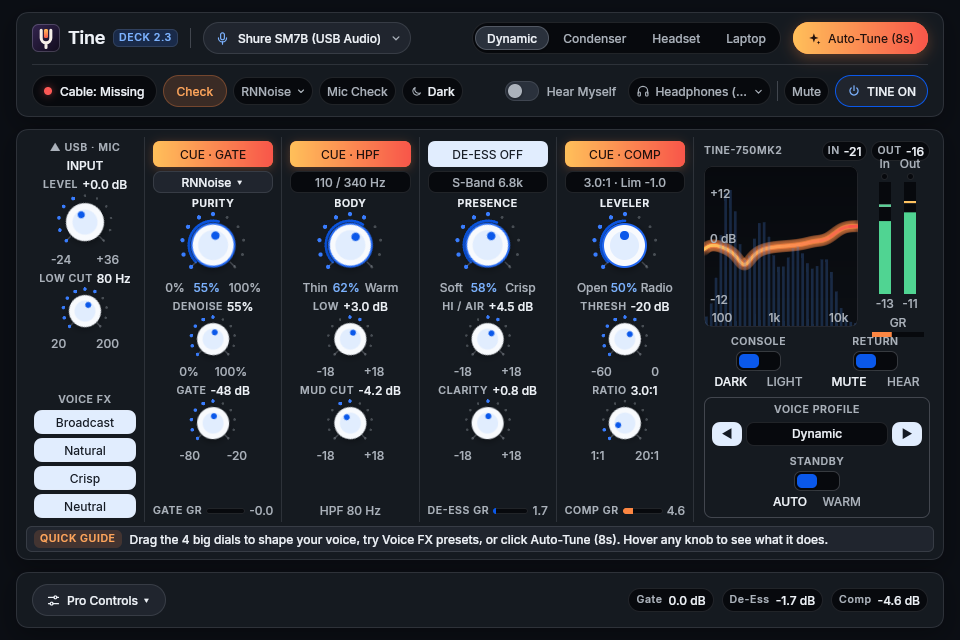 Tine DECK 2.3 Shure SM7B (USB Audio) Dynamic Condenser Headset Laptop Auto-Tune (8s)
Cable: Missing Check RNNoise Mic Check Dark Hear Myself Headphones (... Mute TINE ON
USB · MIC
INPUT
LEVEL +0.0 dB
-24 +36
LOW CUT 80 Hz
20 200
VOICE FX
Broadcast
Natural
Crisp
Neutral
CUE · GATE
RNNoise
PURITY
0% 55% 100%
DENOISE 55%
0% 100%
GATE -48 dB
-80 -20
GATE GR -0.0
CUE · HPF
110 / 340 Hz
BODY
Thin 62% Warm
LOW +3.0 dB
-18 +18
MUD CUT -4.2 dB
-18 +18
HPF 80 Hz
DE-ESS OFF
S-Band 6.8k
PRESENCE
Soft 58% Crisp
HI / AIR +4.5 dB
-18 +18
CLARITY +0.8 dB
-18 +18
DE-ESS GR 1.7
CUE · COMP
3.0:1 · Lim -1.0
LEVELER
Open 50% Radio
THRESH -20 dB
-60 0
RATIO 3.0:1
1:1 20:1
COMP GR 4.6
TINE-750MK2 IN -21 OUT -16
In Out
+12
0 dB
-12
100 1k 10k
-13 -11
GR
CONSOLE RETURN
DARK LIGHT MUTE HEAR
VOICE PROFILE
Dynamic
STANDBY
AUTO WARM
QUICK GUIDE Drag the 4 big dials to shape your voice, try Voice FX presets, or click Auto-Tune (8s). Hover any knob to see what it does.
Pro Controls Gate 0.0 dB De-Ess -1.7 dB Comp -4.6 dB